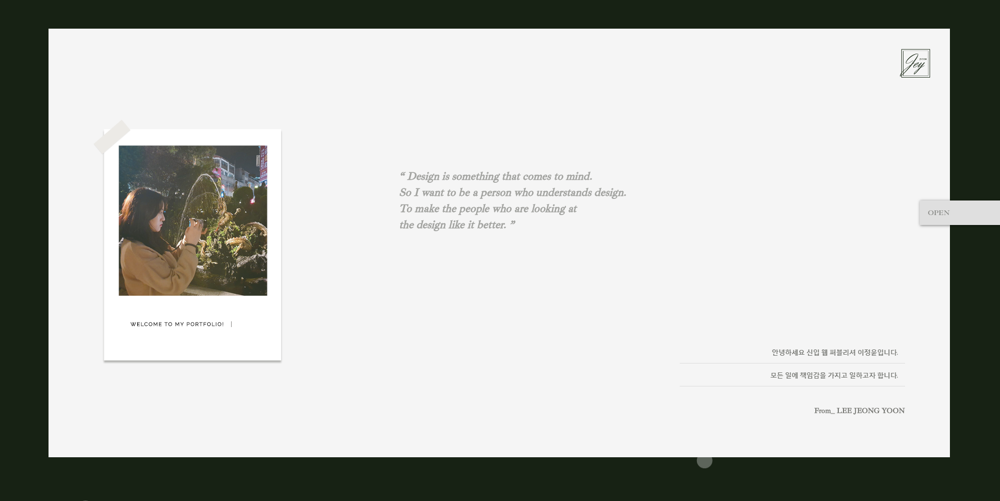 Jey
YOON
“ Design is something that comes to mind.
So I want to be a person who understands design.
To make the people who are looking at
the design like it better. ”
OPEN
WELCOME TO MY PORTFOLIO! |
안녕하세요 신입 웹 퍼블리셔 이정윤입니다.
모든 일에 책임감을 가지고 일하고자 합니다.
From_ LEE JEONG YOON